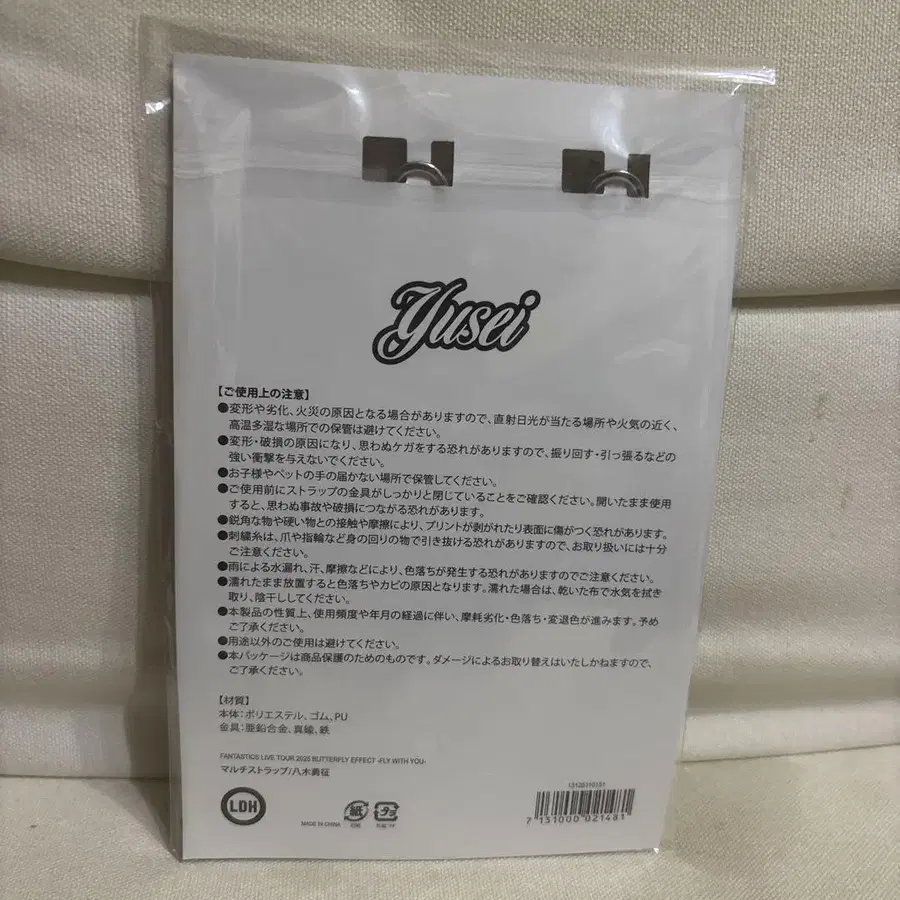 Yusei
【ご使用上の注意】
●変形や劣化、火災の原因となる場合がありますので、直射日光が当たる場所や火気の近く、
高温多湿な場所での保管は避けてください。
●変形・破損の原因になり、思わぬケガをする恐れがありますので、振り回す・引っ張るなどの
強い衝撃を与えないでください。
●お子様やペットの手の届かない場所で保管してください。
●ご使用前にストラップの金具がしっかりと閉じていることをご確認ください。開いたまま使用
すると、思わぬ事故や破損につながる恐れがあります。
●鋭角な物や硬い物との接触や摩擦により、プリントが剥がれたり表面に傷がつく恐れがあります。
●刺繍糸は、爪や指輪など身の回りの物で引き抜ける恐れがありますので、お取り扱いには十分
ご注意ください。
●雨による水漏れ、汗、摩擦などにより、色落ちが発生する恐れがありますのでご注意ください。
●濡れたまま放置すると色落ちやカビの原因となります。濡れた場合は、乾いた布で水気を拭き
取り、陰干ししてください。
●本製品の性質上、使用頻度や年月の経過に伴い、摩耗劣化・色落ち・変退色が進みます。予め
ご了承ください。
●用途以外のご使用は避けてください。
●本パッケージは商品保護のためのものです。ダメージによるお取り替えはいたしかねますので、
ご了承ください。
【材質】
本体：ポリエステル、ゴム、PU
金具：亜鉛合金、真鍮、鉄
FANTASTICS LIVE TOUR 2025 BUTTERFLY EFFECT -FLY WITH YOU-
マルチストラップ/八木勇征
LDH
MADE IN CHINA
紙
プラ
7 131000 021481